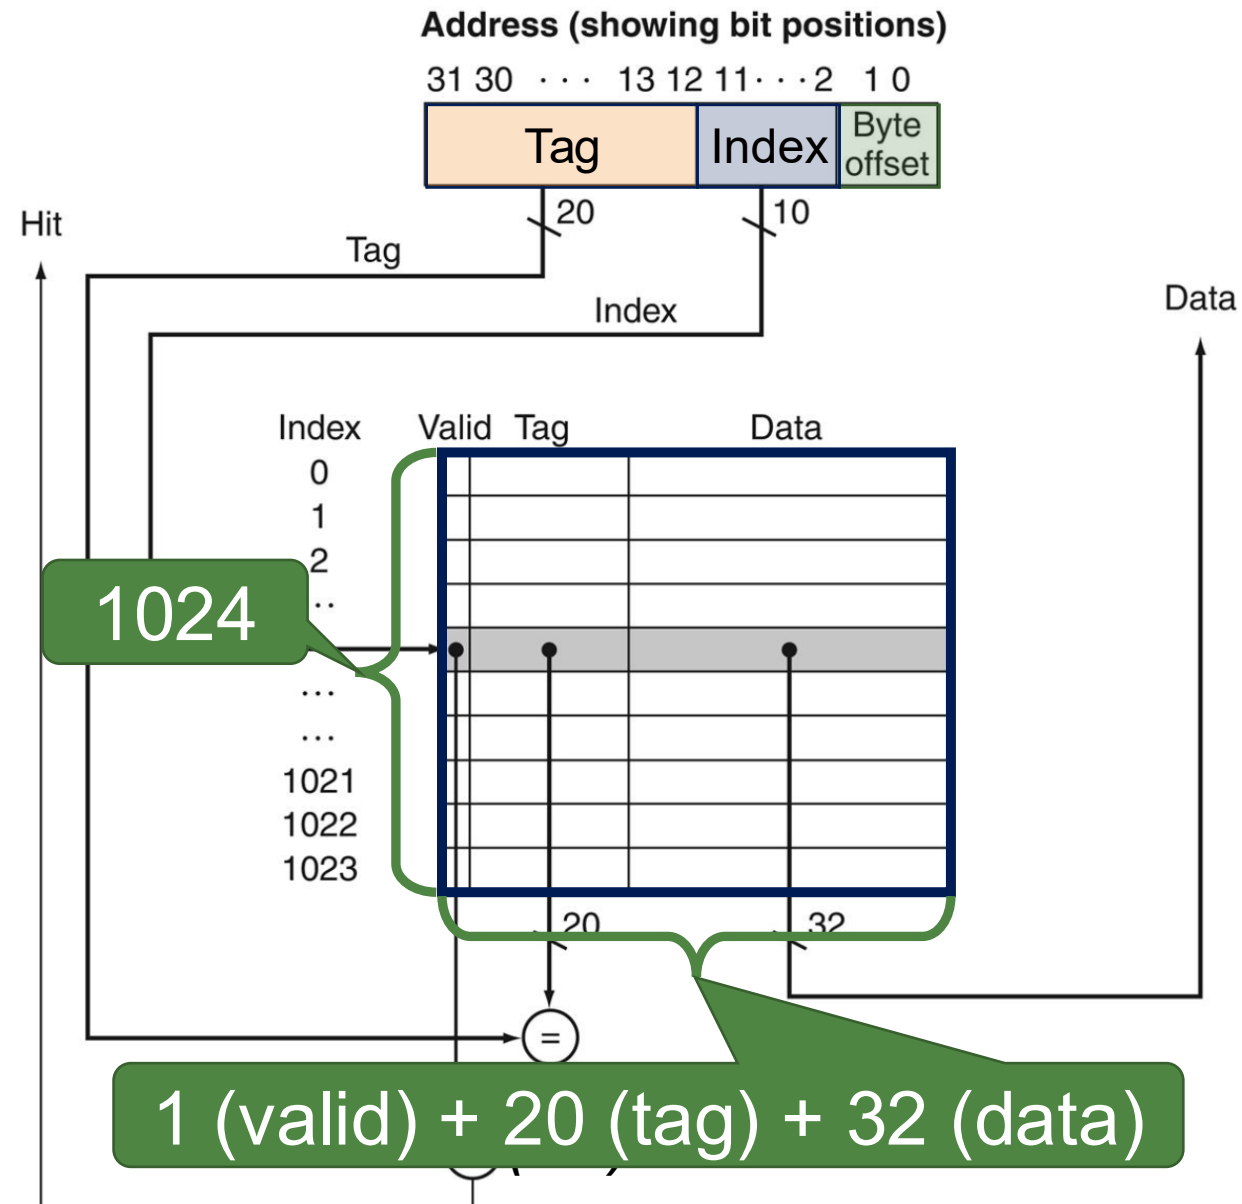 Address (showing bit positions)
31 30 · · · 13 12 11 · · · 2 1 0
Tag Index Byte offset
20 10
Hit
Tag
Index
Data
Index Valid Tag Data
0
1
2
1024
...
...
1021
1022
1023
20 32
=
1 (valid) + 20 (tag) + 32 (data)